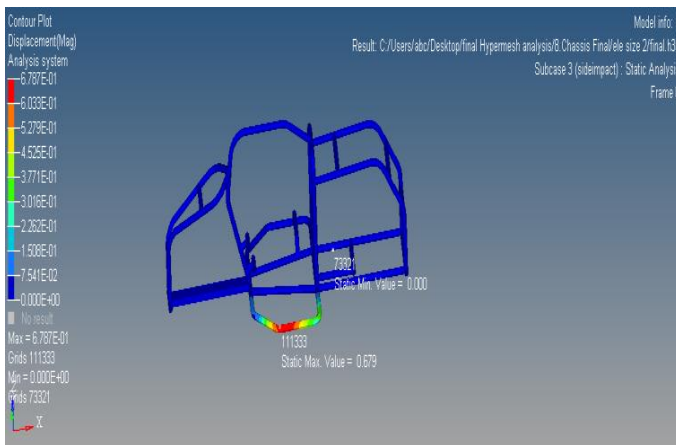 Contour Plot
Displacement(Mag)
Analysis system
6.787E-01
6.033E-01
5.279E-01
4.525E-01
3.771E-01
3.016E-01
2.262E-01
1.508E-01
7.541E-02
0.000E+00
No result
Max = 6.787E-01
Grids 111333
Min = 0.000E+00
Grids 73321
X
Model info:
Result: C:/Users/abc/Desktop/final Hypermesh analysis/8.Chassis Final/ele size 2/final.h3
Subcase 3 (sideimpact) : Static Analysi
Frame
73321
Static Min. Value = 0.000
111333
Static Max. Value = 0.679